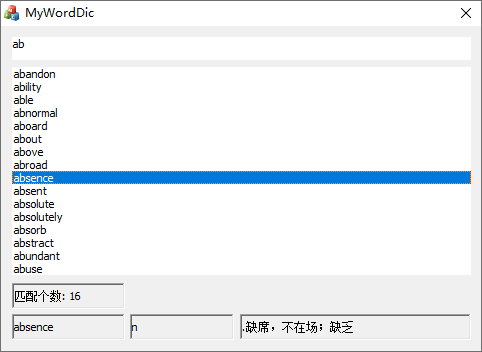 MyWordDic
ab
abandon
ability
able
abnormal
aboard
about
above
abroad
absence
absent
absolute
absolutely
absorb
abstract
abundant
abuse
匹配个数: 16
absence n .缺席，不在场；缺乏